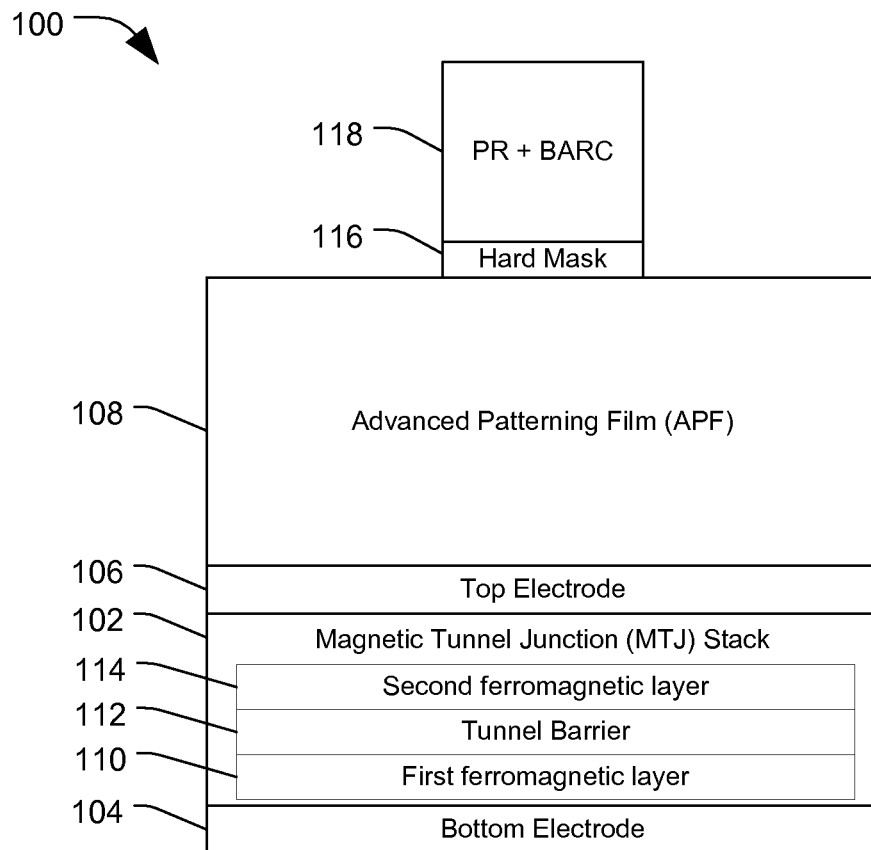 100
118
PR + BARC
116
Hard Mask
108
Advanced Patterning Film (APF)
106
Top Electrode
102
Magnetic Tunnel Junction (MTJ) Stack
114
Second ferromagnetic layer
112
Tunnel Barrier
110
First ferromagnetic layer
104
Bottom Electrode